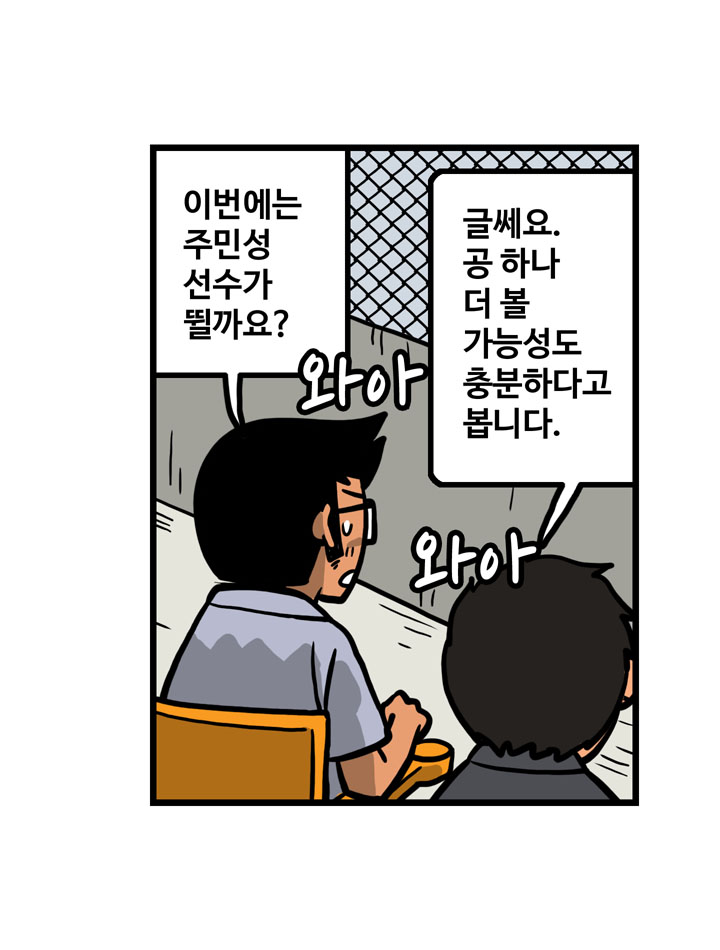 이번에는
주민성
선수가
뛸까요?
글쎄요.
공 하나
더 볼
가능성도
충분하다고
봅니다.
와아
와아